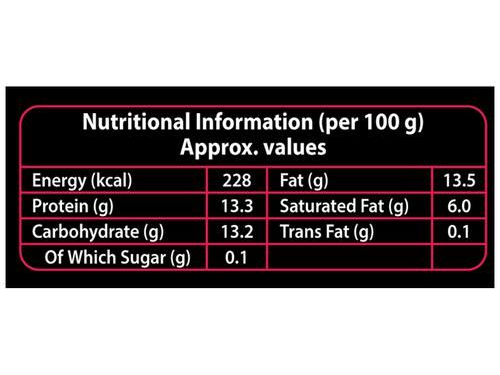 Nutritional Information (per 100 g)
Approx. values
Energy (kcal) 228 Fat (g) 13.5
Protein (g) 13.3 Saturated Fat (g) 6.0
Carbohydrate (g) 13.2 Trans Fat (g) 0.1
Of Which Sugar (g) 0.1